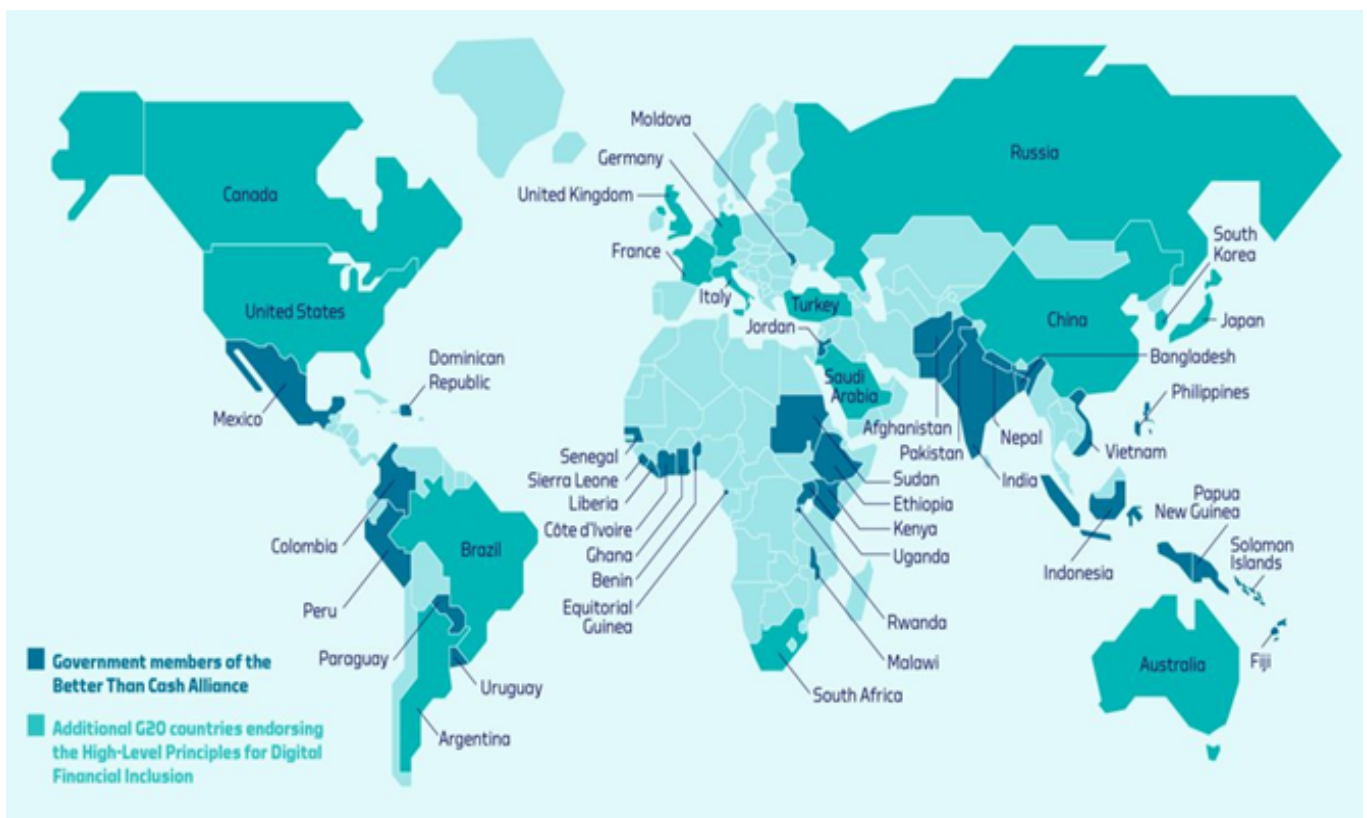 Moldova
Germany
United Kingdom
France
Italy
Turkey
Jordan
Saudi
Arabia
Russia
Canada
United States
Mexico
Dominican
Republic
South
Korea
Japan
China
Bangladesh
Philippines
Afghanistan
Pakistan
Nepal
India
Vietnam
Senegal
Sierra Leone
Liberia
Côte d'Ivoire
Ghana
Benin
Equitorial
Guinea
Sudan
Ethiopia
Kenya
Uganda
Rwanda
Malawi
South Africa
Colombia
Peru
Brazil
Paraguay
Uruguay
Argentina
Indonesia
Papua
New Guinea
Solomon
Islands
Australia
Fiji
Government members of the
Better Than Cash Alliance
Additional G20 countries endorsing
the High-Level Principles for Digital
Financial Inclusion